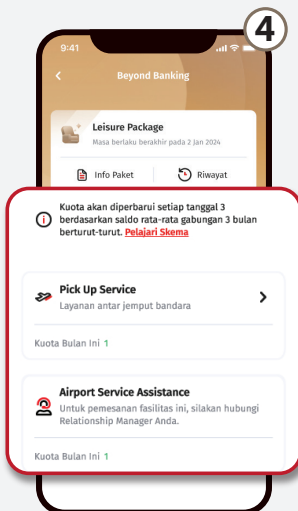 4
9:41
Beyond Banking
Leisure Package
Masa berlaku berakhir pada 2 Jan 2024
Info Paket
Riwayat
Kuota akan diperbarui setiap tanggal 3
berdasarkan saldo rata-rata gabungan 3 bulan
berturut-turut. Pelajari Skema
Pick Up Service
Layanan antar jemput bandara
Kuota Bulan Ini 1
Airport Service Assistance
Untuk pemesanan fasilitas ini, silakan hubungi
Relationship Manager Anda.
Kuota Bulan Ini 1